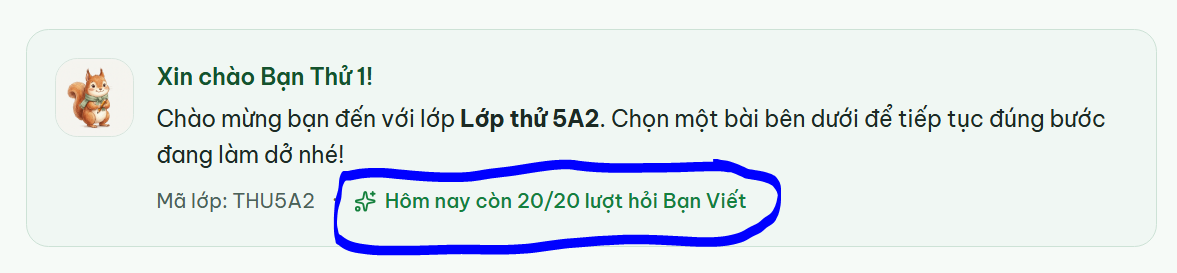 Xin chào Bạn Thử 1!
Chào mừng bạn đến với lớp Lớp thử 5A2. Chọn một bài bên dưới để tiếp tục đúng bước
đang làm dở nhé!
Mã lớp: THU5A2 Hôm nay còn 20/20 lượt hỏi Bạn Viết